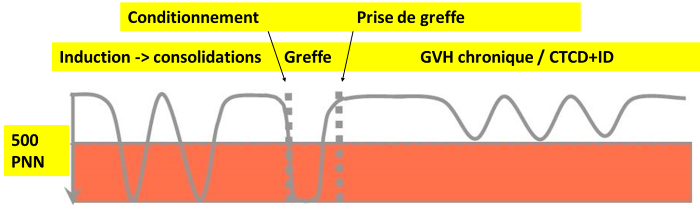 Conditionnement
Prise de greffe
Induction -> consolidations
Greffe
GVH chronique / CTCD+ID
500
PNN